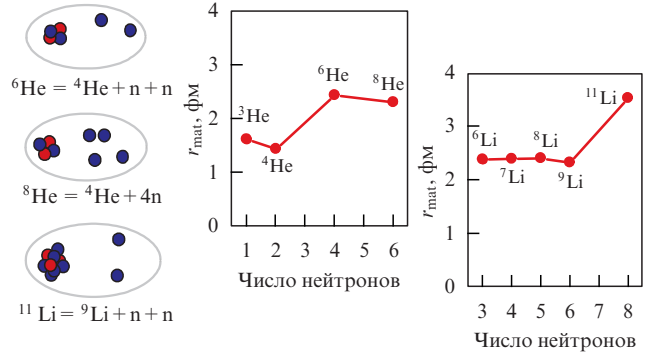 ⁶He = ⁴He + n + n
⁸He = ⁴He + 4n
¹¹Li = ⁹Li + n + n
r_mat, фм
4
3
2
1
0
³He
⁴He
⁶He
⁸He
1 2 3 4 5 6
Число нейтронов
r_mat, фм
4
3
2
1
0
⁶Li
⁷Li
⁸Li
⁹Li
¹¹Li
3 4 5 6 7 8
Число нейтронов